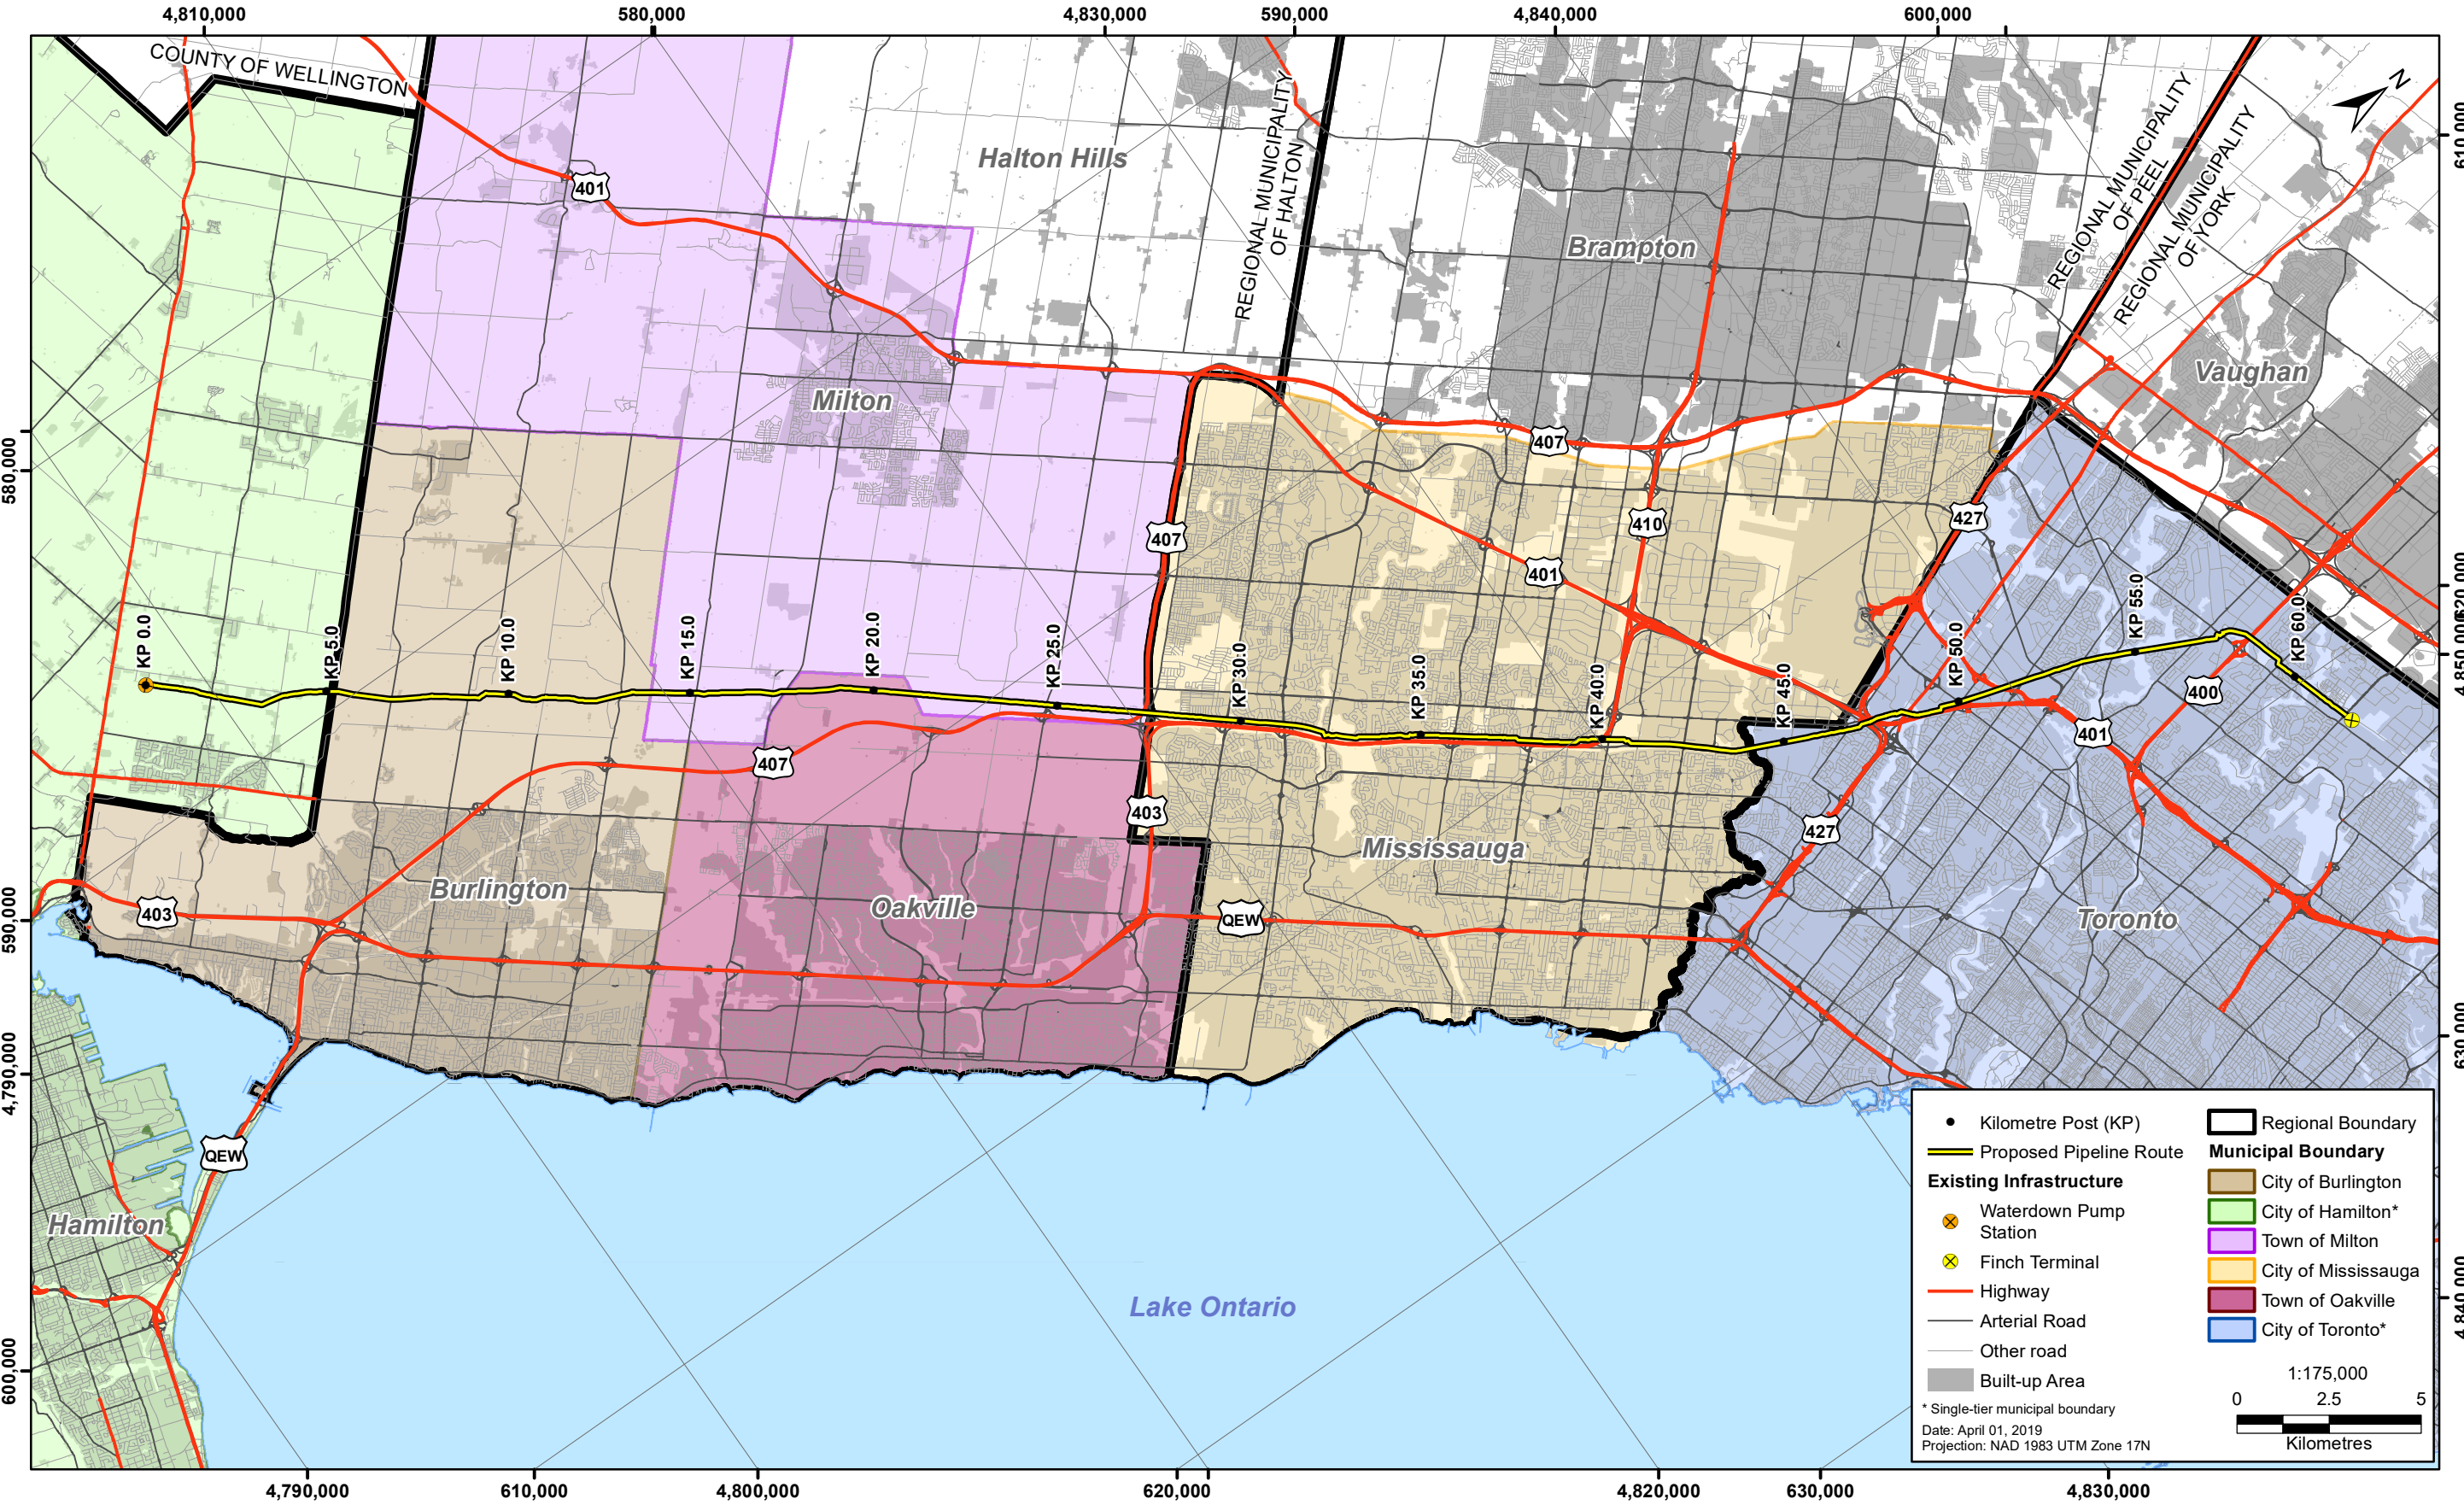 4,810,000
580,000
4,830,000
590,000
4,840,000
600,000
COUNTY OF WELLINGTON
N
REGIONAL MUNICIPALITY
OF HALTON
REGIONAL MUNICIPALITY
OF PEEL
REGIONAL MUNICIPALITY
OF YORK
Halton Hills
401
Brampton
Vaughan
Milton
407
580,000
407
410
427
401
KP 0.0
KP 5.0
KP 10.0
KP 15.0
KP 20.0
KP 25.0
KP 30.0
KP 35.0
KP 40.0
KP 45.0
KP 50.0
KP 55.0
KP 60.0
400
401
407
403
427
Mississauga
Burlington
Oakville
403
QEW
Toronto
590,000
630,000
4,790,000
QEW
Hamilton
Lake Ontario
600,000
Kilometre Post (KP)
Proposed Pipeline Route
Existing Infrastructure
Waterdown Pump
Station
Finch Terminal
Highway
Arterial Road
Other road
Built-up Area
* Single-tier municipal boundary
Date: April 01, 2019
Projection: NAD 1983 UTM Zone 17N
Regional Boundary
Municipal Boundary
City of Burlington
City of Hamilton*
Town of Milton
City of Mississauga
Town of Oakville
City of Toronto*
1:175,000
0 2.5 5
Kilometres
4,790,000
610,000
4,800,000
620,000
4,820,000
630,000
4,830,000